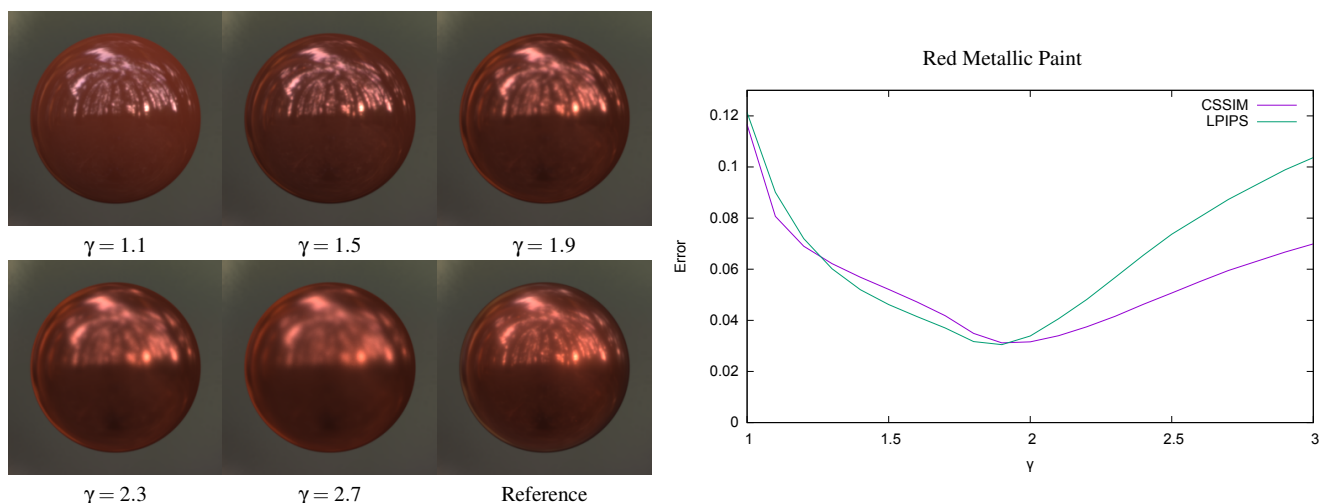 γ = 1.1
γ = 1.5
γ = 1.9
γ = 2.3
γ = 2.7
Reference
Red Metallic Paint
CSSIM
LPIPS
0.12
0.1
0.08
0.06
0.04
0.02
0
Error
1
1.5
2
2.5
3
γ